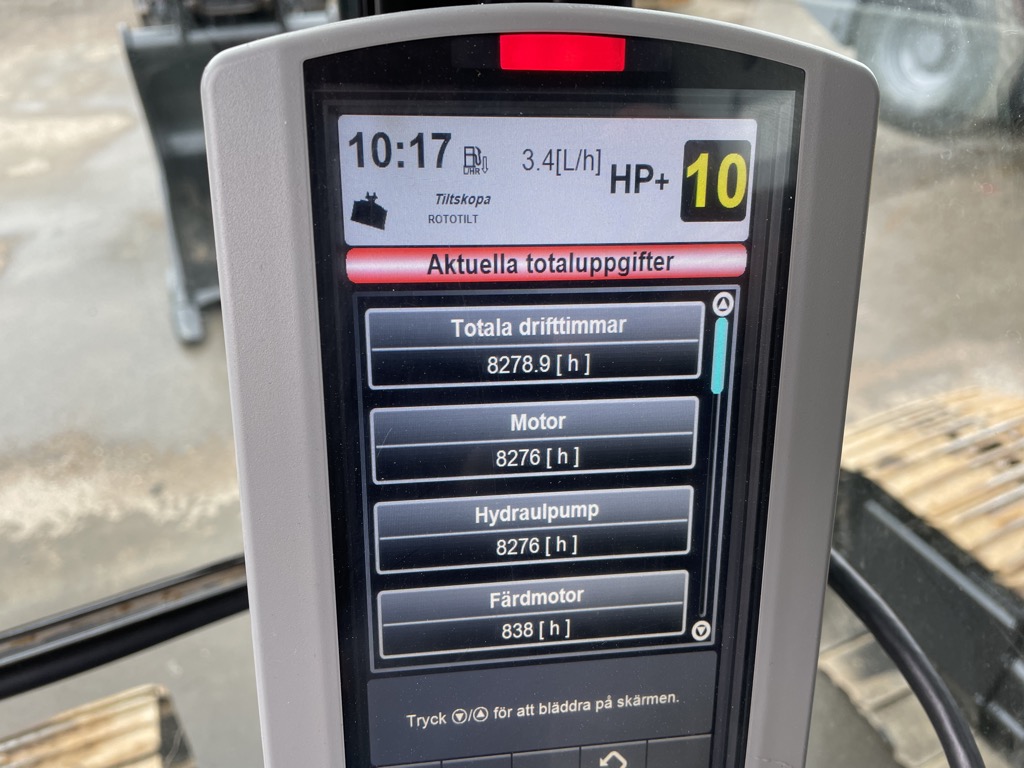 10:17 L/HR 3.4[L/h] HP+ 10
Tiltskopa
ROTOTILT
Aktuella totaluppgifter
Totala drifttimmar
8278.9 [ h ]
Motor
8276 [ h ]
Hydraulpump
8276 [ h ]
Färdmotor
838 [ h ]
Tryck / för att bläddra på skärmen.